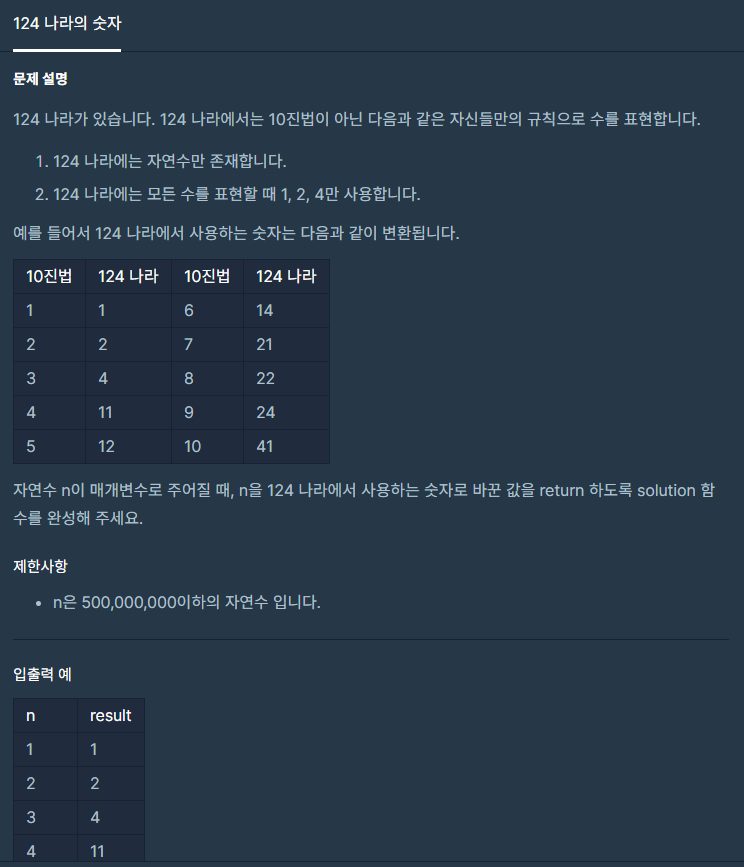 124 나라의 숫자
문제 설명
124 나라가 있습니다. 124 나라에서는 10진법이 아닌 다음과 같은 자신들만의 규칙으로 수를 표현합니다.
1. 124 나라에는 자연수만 존재합니다.
2. 124 나라에는 모든 수를 표현할 때 1, 2, 4만 사용합니다.
예를 들어서 124 나라에서 사용하는 숫자는 다음과 같이 변환됩니다.
10진법 124 나라 10진법 124 나라
1 1 6 14
2 2 7 21
3 4 8 22
4 11 9 24
5 12 10 41
자연수 n이 매개변수로 주어질 때, n을 124 나라에서 사용하는 숫자로 바꾼 값을 return 하도록 solution 함
수를 완성해 주세요.
제한사항
• n은 500,000,000이하의 자연수 입니다.
입출력 예
n result
1 1
2 2
3 4
4 11